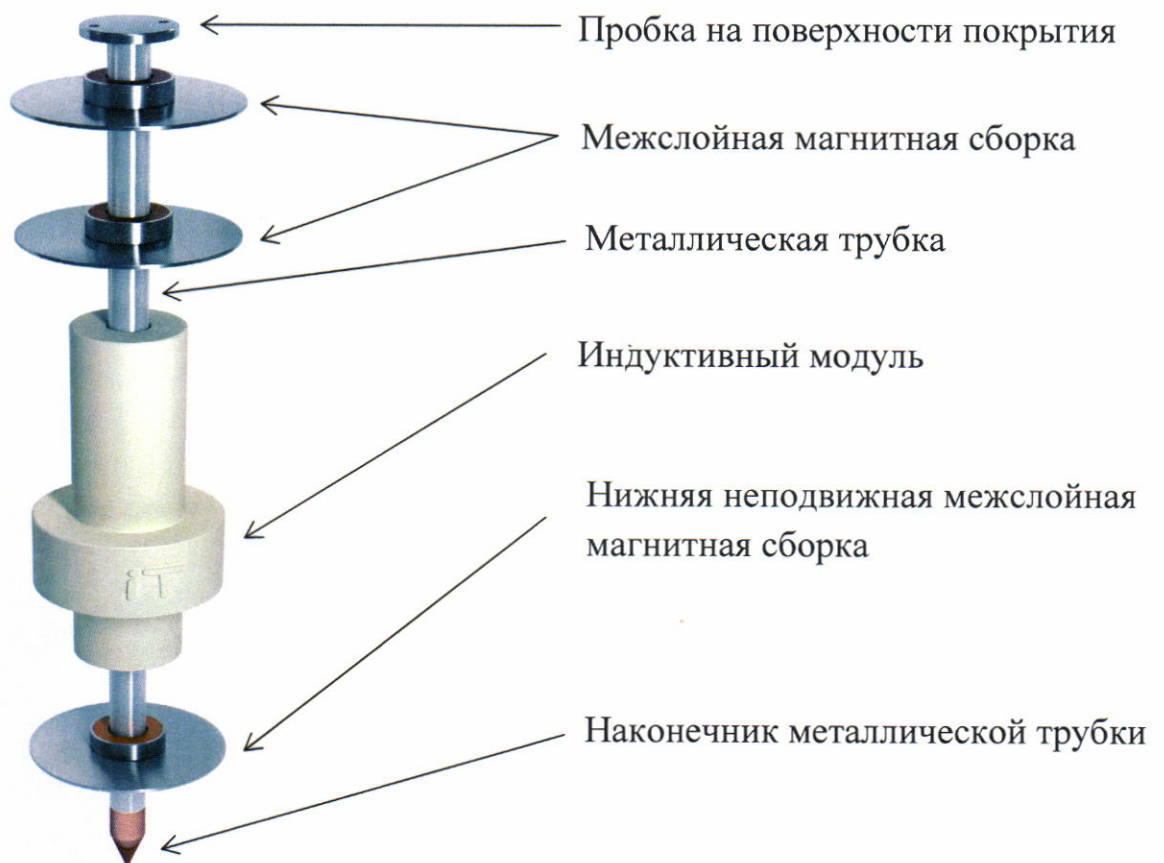 Пробка на поверхности покрытия
Межслойная магнитная сборка
Металлическая трубка
Индуктивный модуль
iT
Нижняя неподвижная межслойная
магнитная сборка
Наконечник металлической трубки